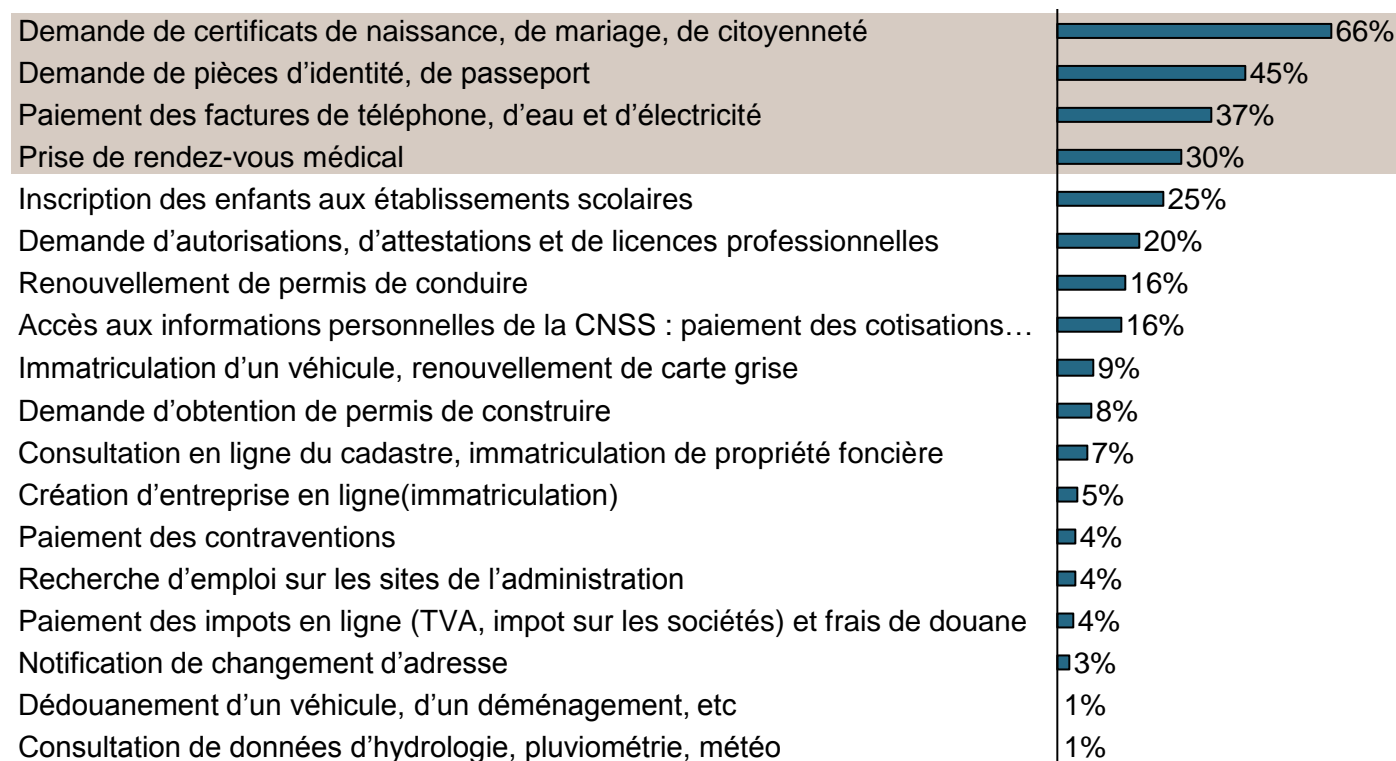 Demande de certificats de naissance, de mariage, de citoyenneté 66%
Demande de pièces d’identité, de passeport 45%
Paiement des factures de téléphone, d’eau et d’électricité 37%
Prise de rendez-vous médical 30%
Inscription des enfants aux établissements scolaires 25%
Demande d’autorisations, d’attestations et de licences professionnelles 20%
Renouvellement de permis de conduire 16%
Accès aux informations personnelles de la CNSS : paiement des cotisations… 16%
Immatriculation d’un véhicule, renouvellement de carte grise 9%
Demande d’obtention de permis de construire 8%
Consultation en ligne du cadastre, immatriculation de propriété foncière 7%
Création d’entreprise en ligne(immatriculation) 5%
Paiement des contraventions 4%
Recherche d’emploi sur les sites de l’administration 4%
Paiement des impots en ligne (TVA, impot sur les sociétés) et frais de douane 4%
Notification de changement d’adresse 3%
Dédouanement d’un véhicule, d’un déménagement, etc 1%
Consultation de données d’hydrologie, pluviométrie, météo 1%